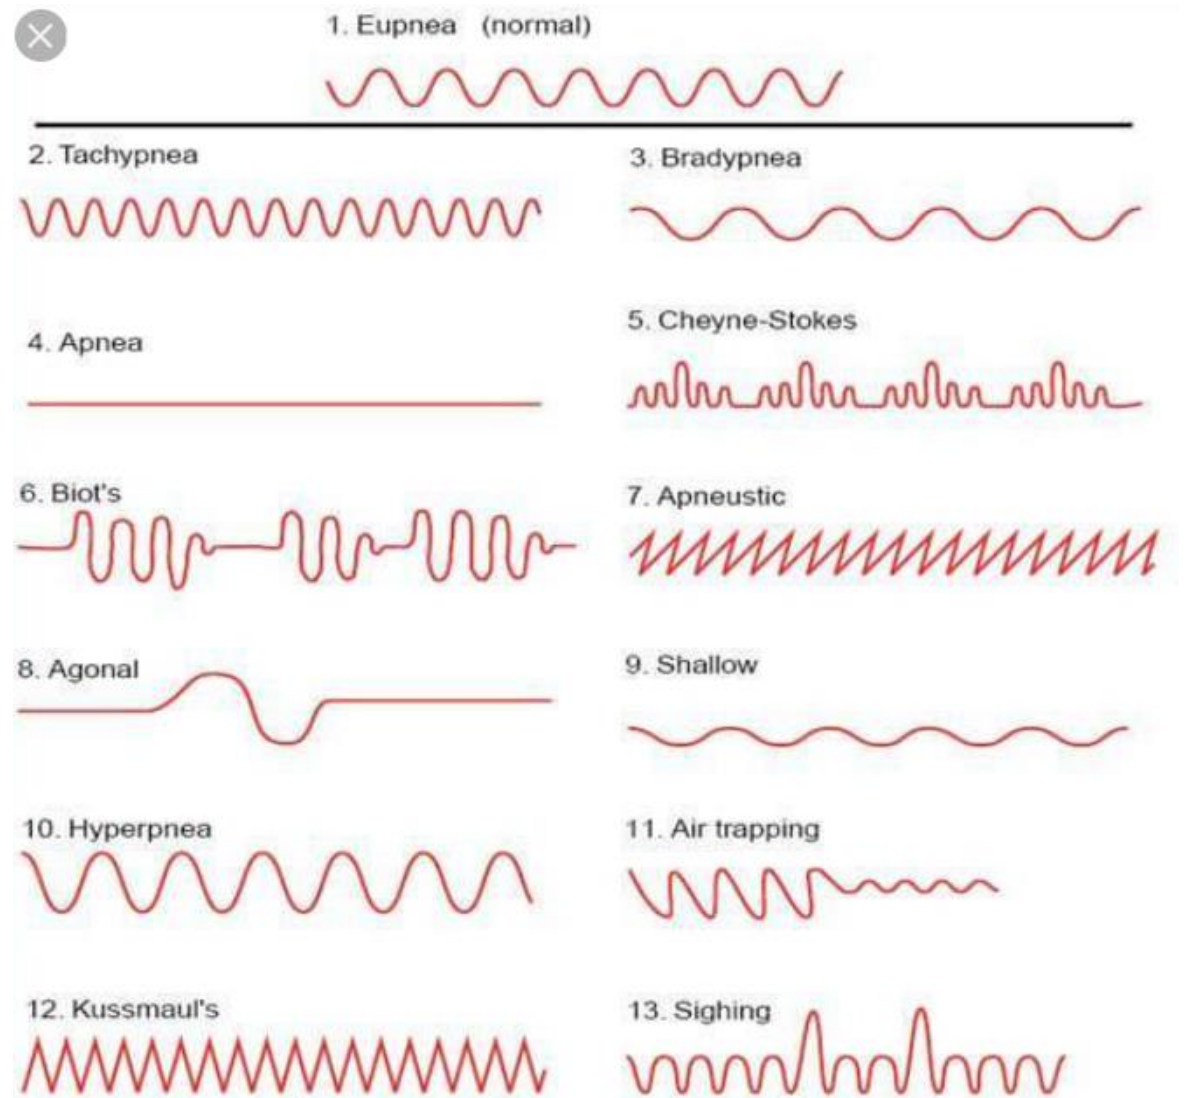 1. Eupnea (normal)
2. Tachypnea
3. Bradypnea
4. Apnea
5. Cheyne-Stokes
6. Biot's
7. Apneustic
8. Agonal
9. Shallow
10. Hyperpnea
11. Air trapping
12. Kussmaul's
13. Sighing